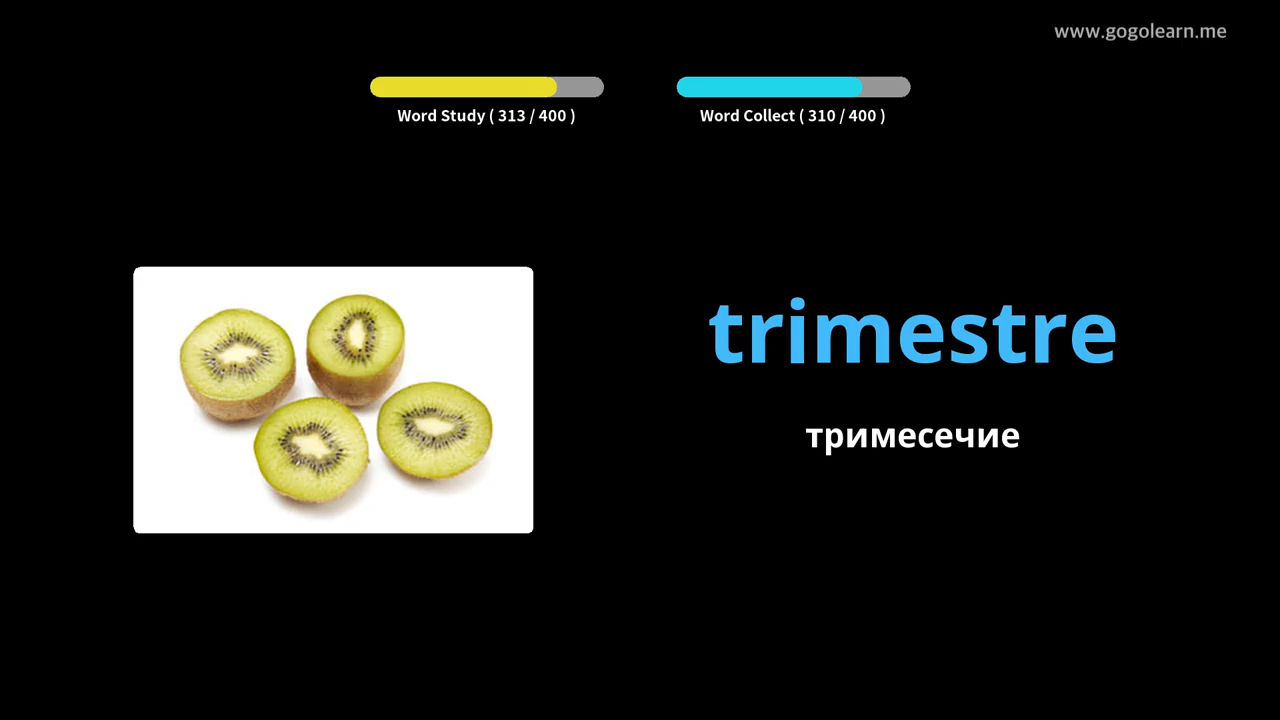 www.gogolearn.me
Word Study ( 313 / 400 )
Word Collect ( 310 / 400 )
trimestre
тримесечие